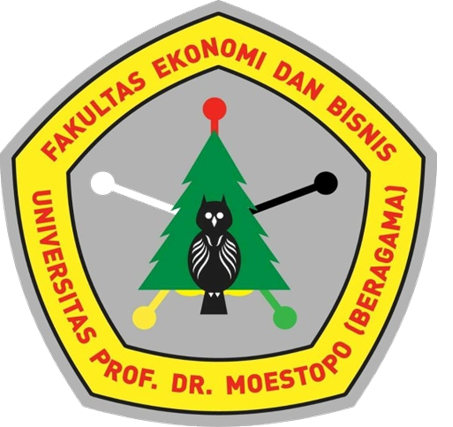 FAKULTAS EKONOMI DAN BISNIS
UNIVERSITAS PROF. DR. MOESTOPO (BERAGAMA)